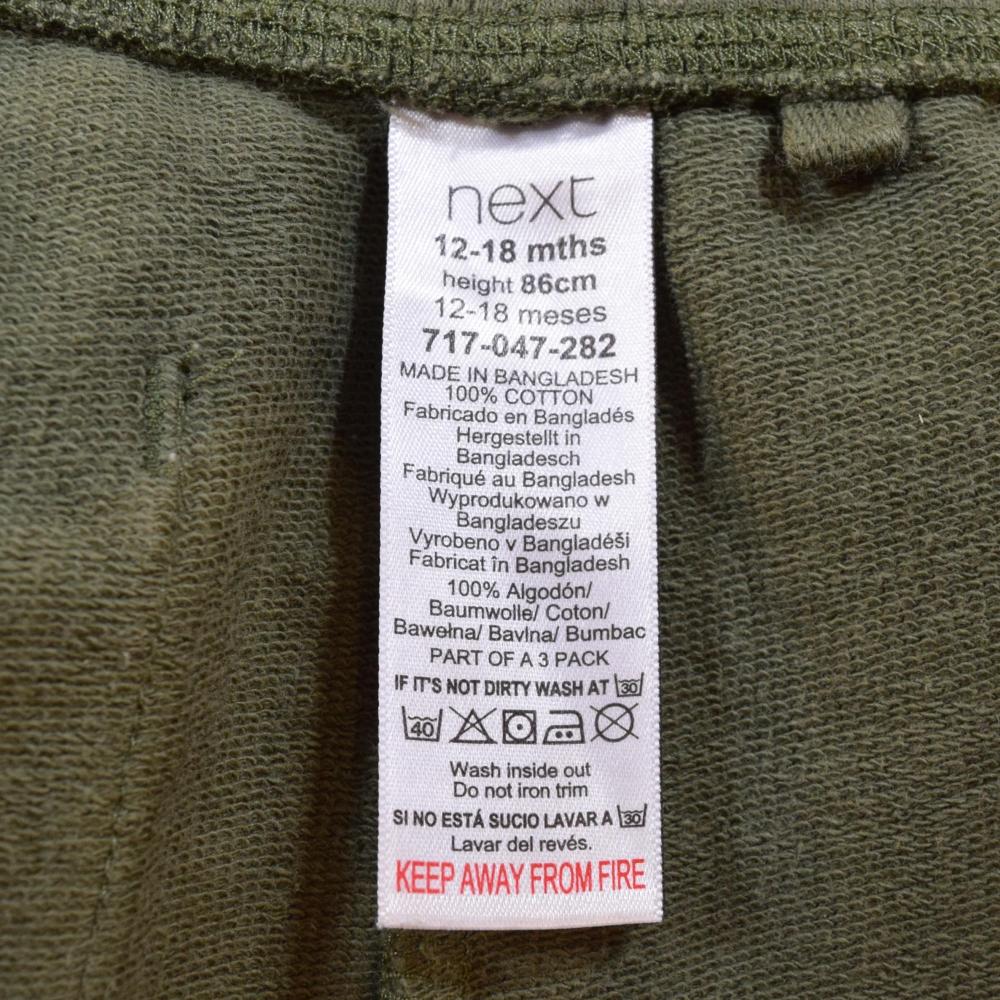 next
12-18 mths
height 86cm
12-18 meses
717-047-282
MADE IN BANGLADESH
100% COTTON
Fabricado en Bangladés
Hergestellt in
Bangladesch
Fabriqué au Bangladesh
Wyprodukowano w
Bangladeszu
Vyrobeno v Bangladéši
Fabricat în Bangladesh
100% Algodón/
Baumwolle/ Coton/
Bawełna/ Bavlna/ Bumbac
PART OF A 3 PACK
IF IT'S NOT DIRTY WASH AT 30
40
Wash inside out
Do not iron trim
SI NO ESTÁ SUCIO LAVAR A 30
Lavar del revés.
KEEP AWAY FROM FIRE